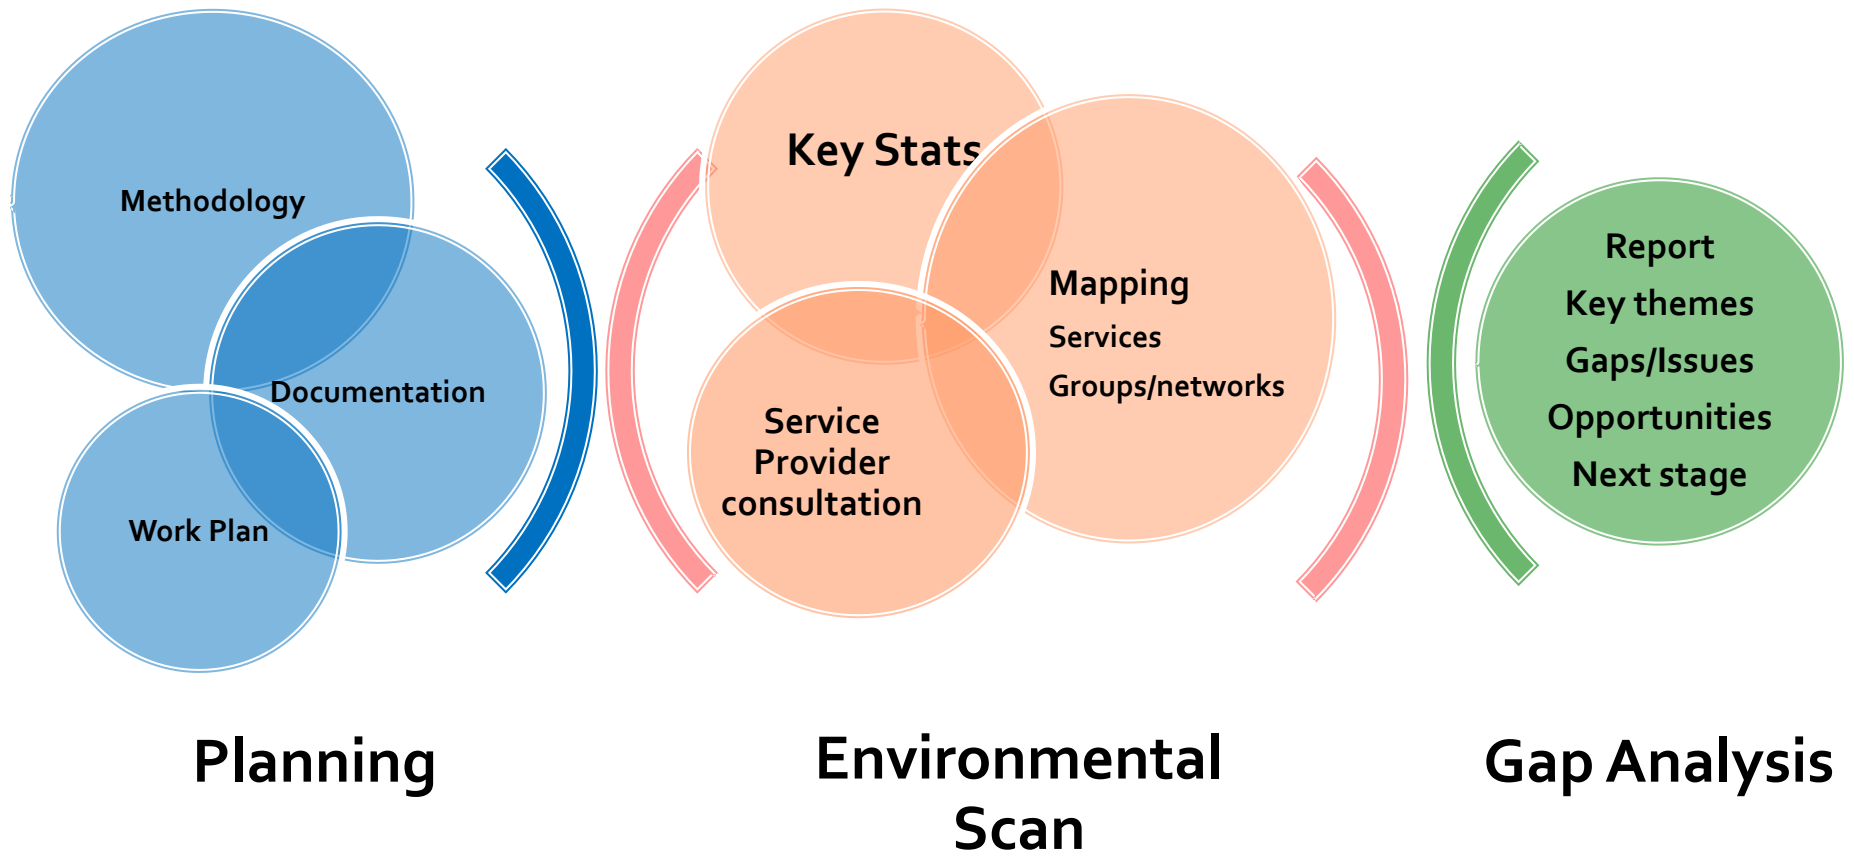 Methodology
Documentation
Work Plan
Key Stats
Mapping
Services
Groups/networks
Service
Provider
consultation
Report
Key themes
Gaps/Issues
Opportunities
Next stage
Planning
Environmental
Scan
Gap Analysis